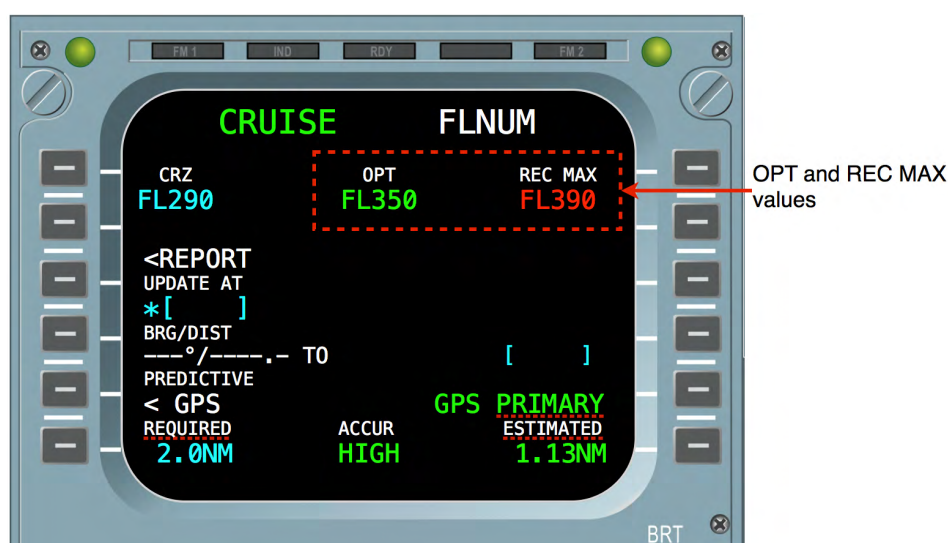 FM 1 IND RDY FM 2
CRUISE FLNUM
CRZ OPT REC MAX
FL290 FL350 FL390
OPT and REC MAX
values
<REPORT
UPDATE AT
*[ ]
BRG/DIST
---°/----.- TO [ ]
PREDICTIVE
< GPS GPS PRIMARY
REQUIRED ACCUR ESTIMATED
2.0NM HIGH 1.13NM
BRT